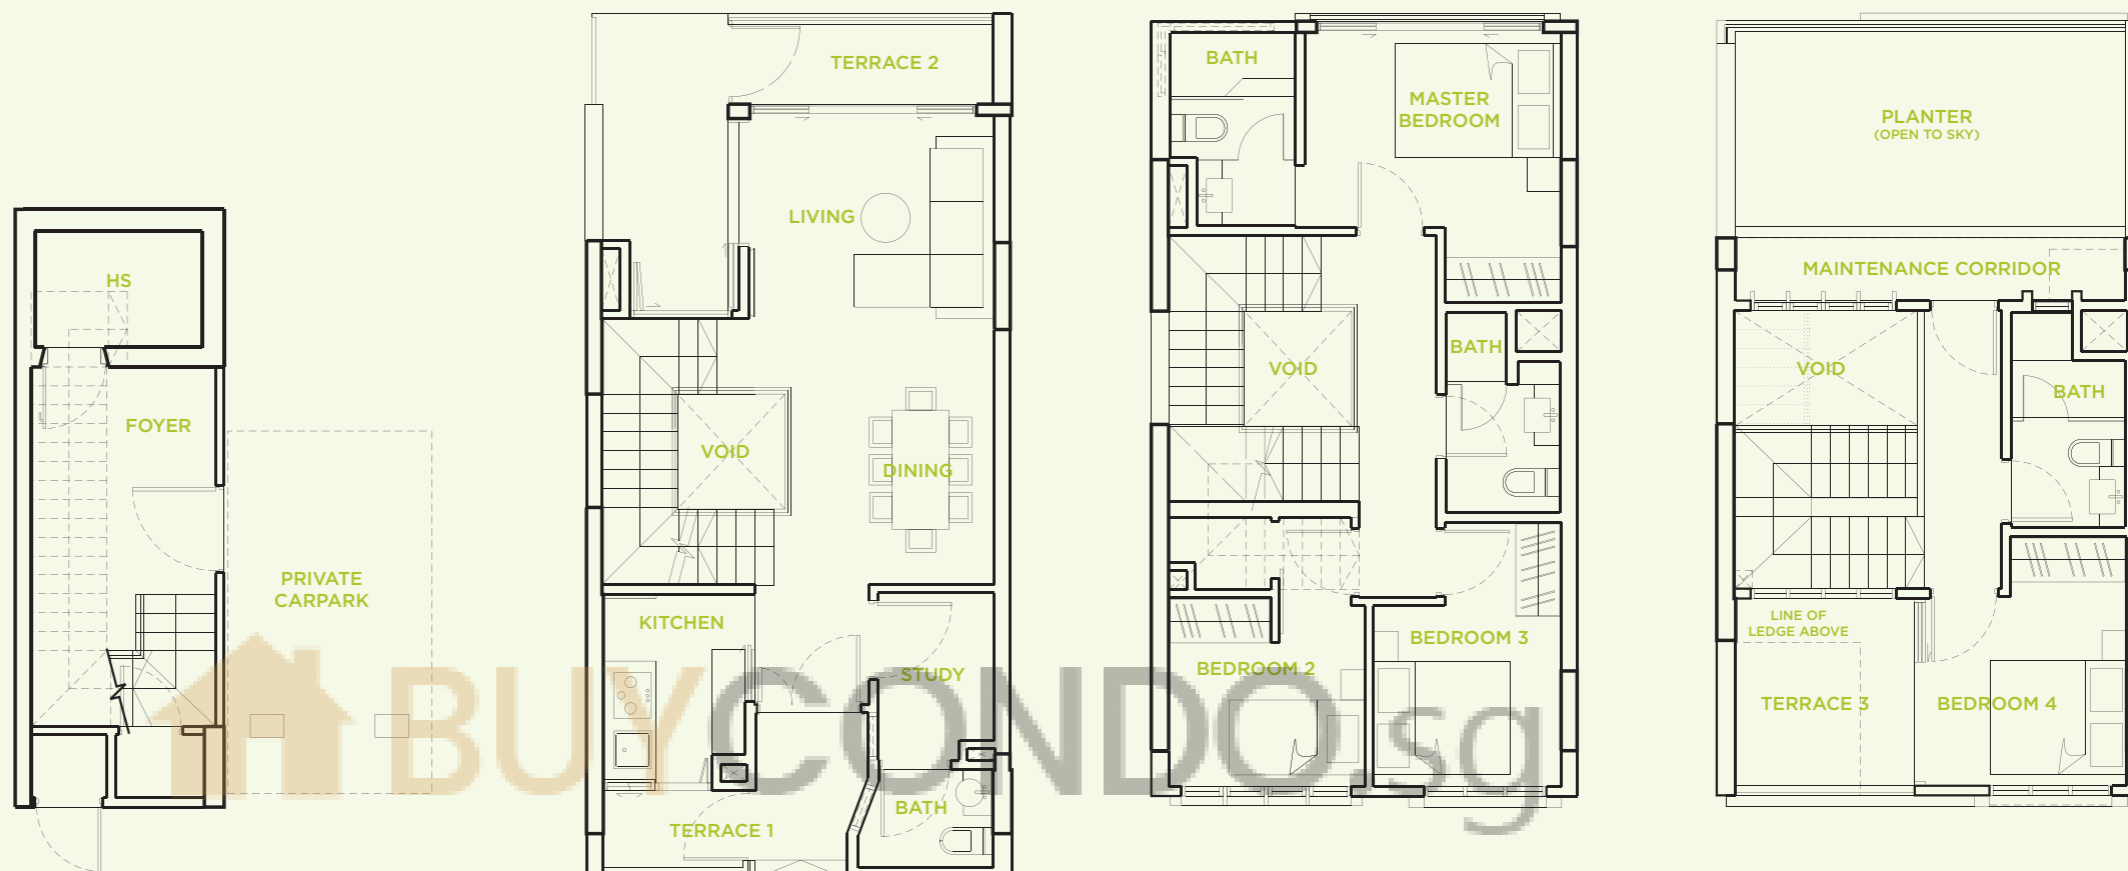 HS
FOYER
PRIVATE
CARPARK
TERRACE 2
LIVING
VOID
DINING
KITCHEN
STUDY
BATH
TERRACE 1
BATH
MASTER
BEDROOM
VOID
BATH
BEDROOM 2
BEDROOM 3
PLANTER
(OPEN TO SKY)
MAINTENANCE CORRIDOR
VOID
BATH
LINE OF
LEDGE ABOVE
TERRACE 3
BEDROOM 4
BUYCONDO.sg